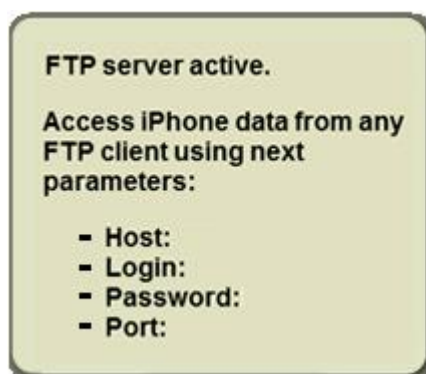 FTP server active.
Access iPhone data from any
FTP client using next
parameters:
- Host:
- Login:
- Password:
- Port: